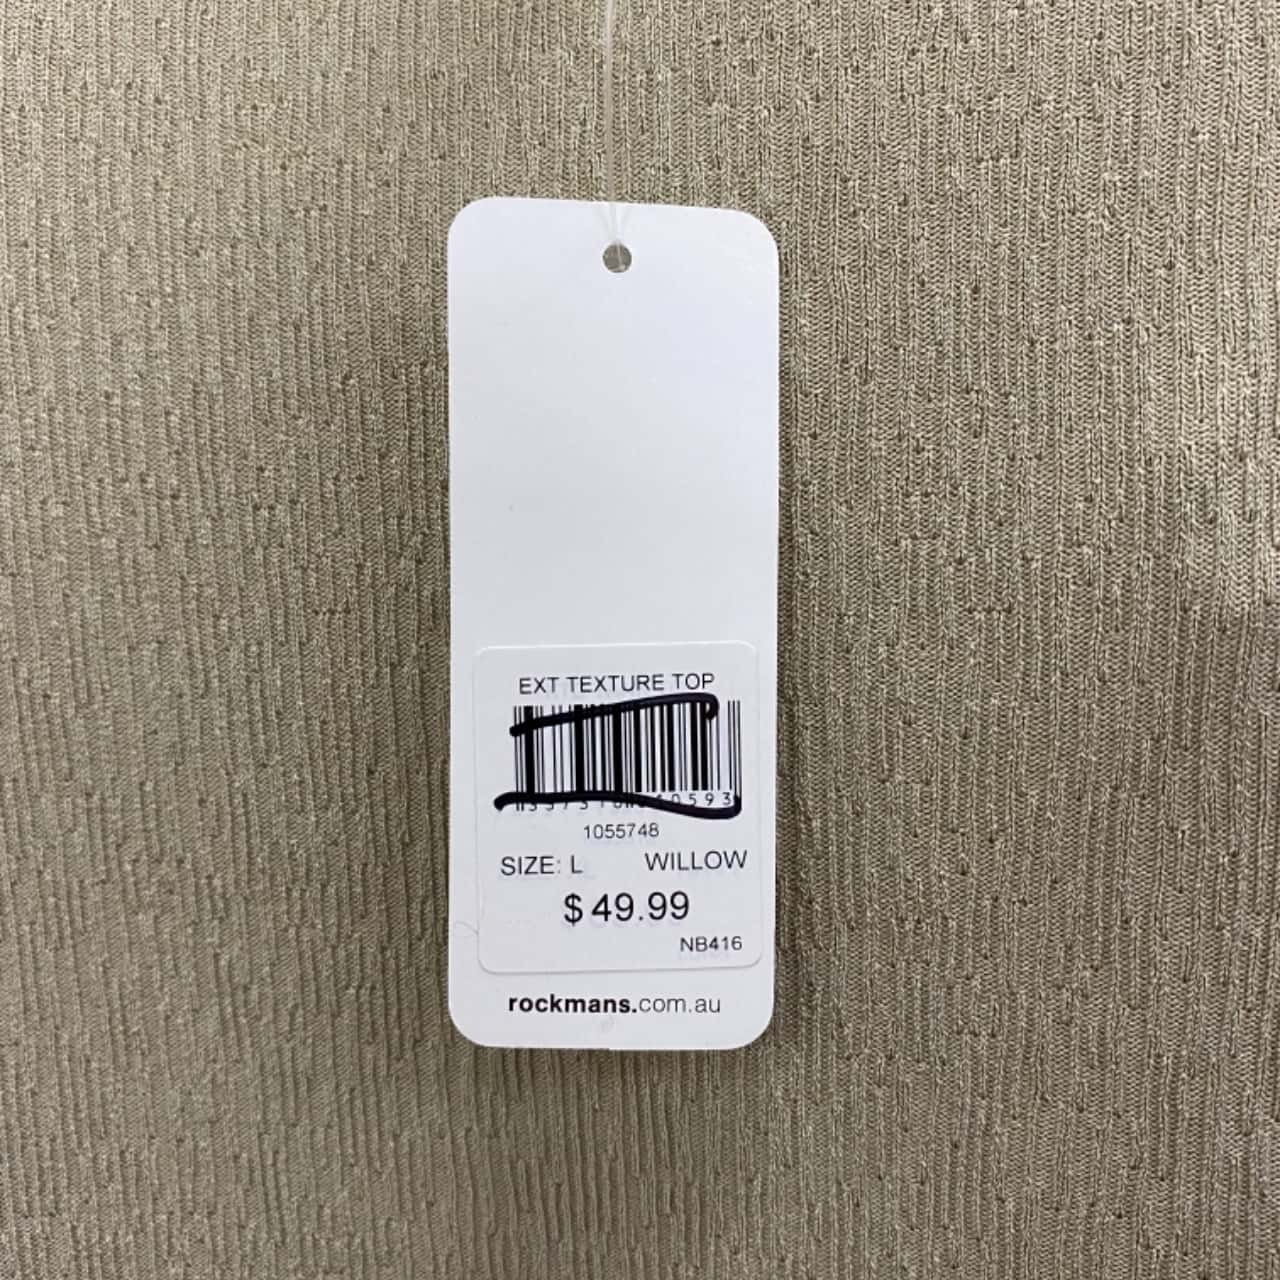 EXT TEXTURE TOP
1055748
SIZE: L WILLOW
$49.99
NB416
rockmans.com.au